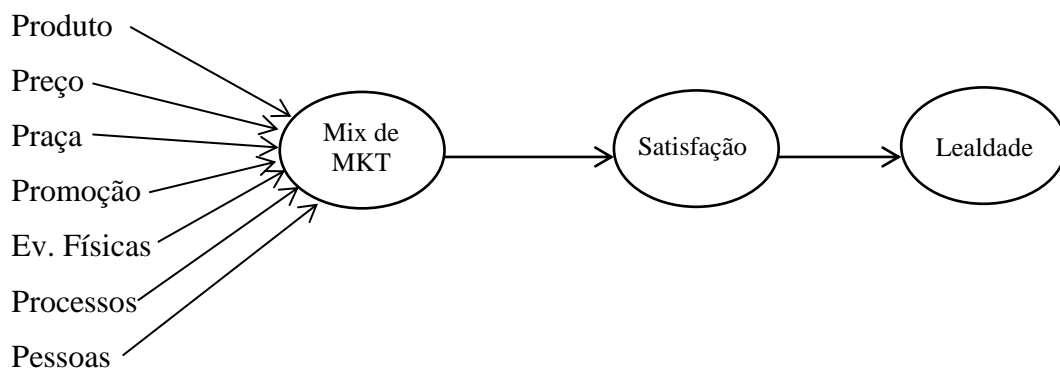 Produto
Preço
Praça
Promoção
Ev. Físicas
Processos
Pessoas
Mix de
MKT
Satisfação
Lealdade